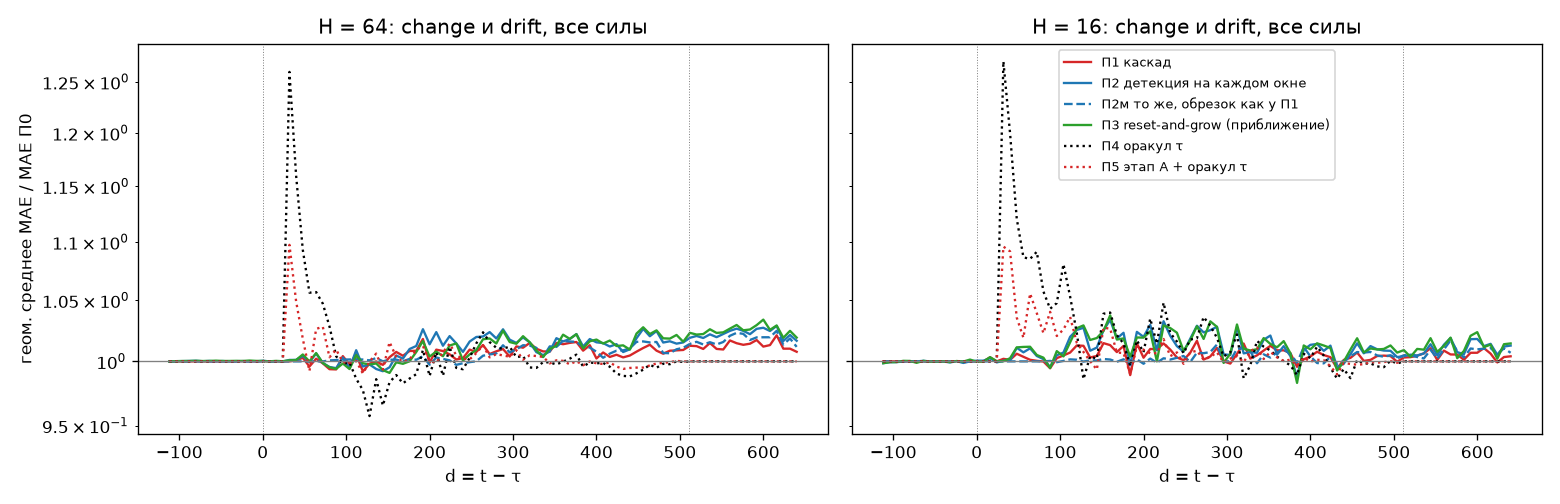 H = 64: change и drift, все силы
геом. среднее MAE / MAE П0
1.25 × 10⁰
1.2 × 10⁰
1.15 × 10⁰
1.1 × 10⁰
1.05 × 10⁰
10⁰
9.5 × 10⁻¹
−100 0 100 200 300 400 500 600
d = t − τ
H = 16: change и drift, все силы
П1 каскад
П2 детекция на каждом окне
П2м то же, обрезок как у П1
П3 reset-and-grow (приближение)
П4 оракул τ
П5 этап A + оракул τ
−100 0 100 200 300 400 500 600
d = t − τ